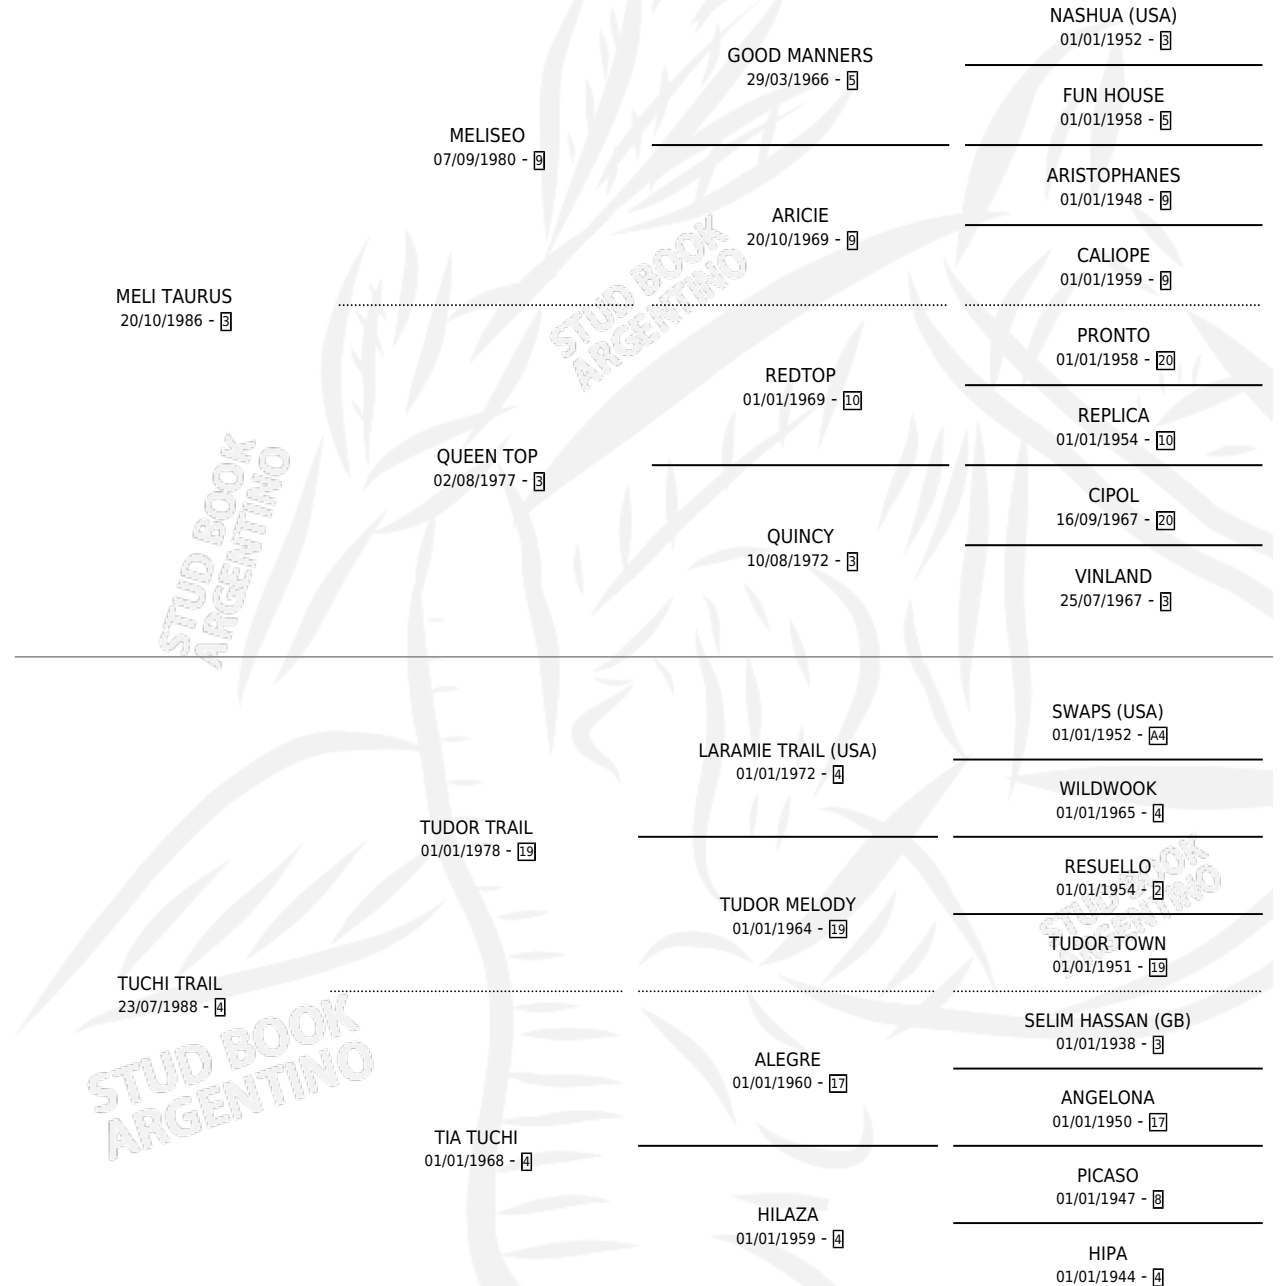 NASHUA (USA)
01/01/1952 - 3
GOOD MANNERS
29/03/1966 - 5
FUN HOUSE
01/01/1958 - 5
MELISEO
07/09/1980 - 9
ARISTOPHANES
01/01/1948 - 9
ARICIE
20/10/1969 - 9
CALIOPE
01/01/1959 - 9
MELI TAURUS
20/10/1986 - 3
PRONTO
01/01/1958 - 20
REDTOP
01/01/1969 - 10
REPLICA
01/01/1954 - 10
QUEEN TOP
02/08/1977 - 3
CIPOL
16/09/1967 - 20
QUINCY
10/08/1972 - 3
VINLAND
25/07/1967 - 3
STUD BOOK
ARGENTINO
STUD BOOK
ARGENTINO
SWAPS (USA)
01/01/1952 - A4
LARAMIE TRAIL (USA)
01/01/1972 - 4
WILDWOOK
01/01/1965 - 4
TUDOR TRAIL
01/01/1978 - 19
RESUELLO
01/01/1954 - 2
TUDOR MELODY
01/01/1964 - 19
TUDOR TOWN
01/01/1951 - 19
STUD BOOK
ARGENTINO
TUCHI TRAIL
23/07/1988 - 4
SELIM HASSAN (GB)
01/01/1938 - 3
ALEGRE
01/01/1960 - 17
ANGELONA
01/01/1950 - 17
STUD BOOK
ARGENTINO
TIA TUCHI
01/01/1968 - 4
PICASO
01/01/1947 - 8
HILAZA
01/01/1959 - 4
HIPA
01/01/1944 - 4